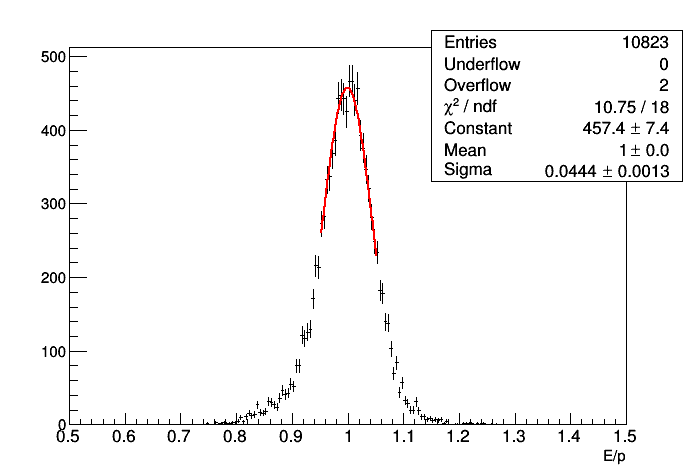 Entries 10823
Underflow 0
Overflow 2
χ² / ndf 10.75 / 18
Constant 457.4 ± 7.4
Mean 1 ± 0.0
Sigma 0.0444 ± 0.0013
500
400
300
200
100
0
0.5 0.6 0.7 0.8 0.9 1 1.1 1.2 1.3 1.4 1.5
E/p